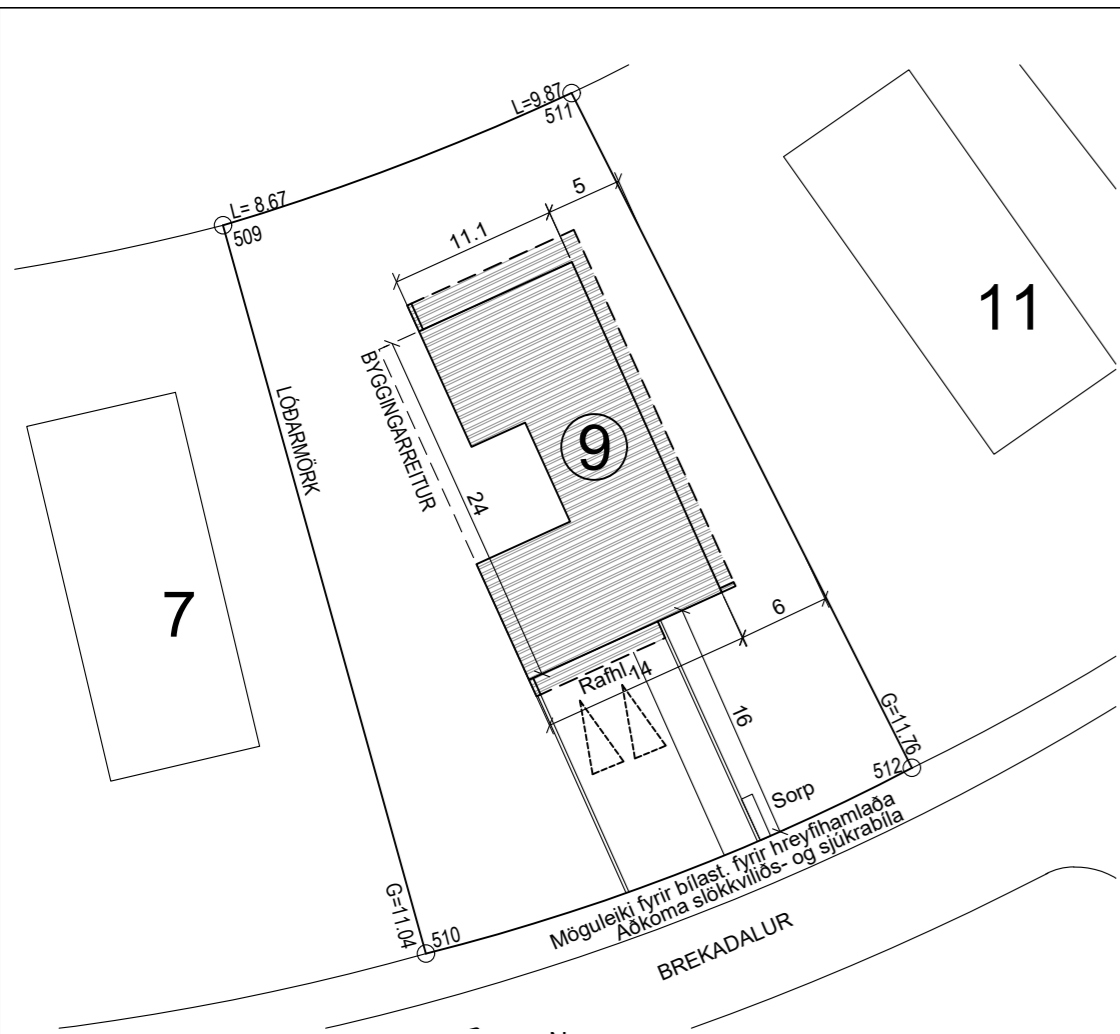 L=9.87
511
L= 8.67
509
5
11.1
11
BYGGINGARREITUR
LÓÐARMÖRK
9
24
7
6
Rafhl.
14
16
G=11.76
512
Sorp
G=11.04
510
Möguleiki fyrir bílast. fyrir hreyfihamlaða
Aðkoma slökkviliðs- og sjúkrabíla
BREKADALUR